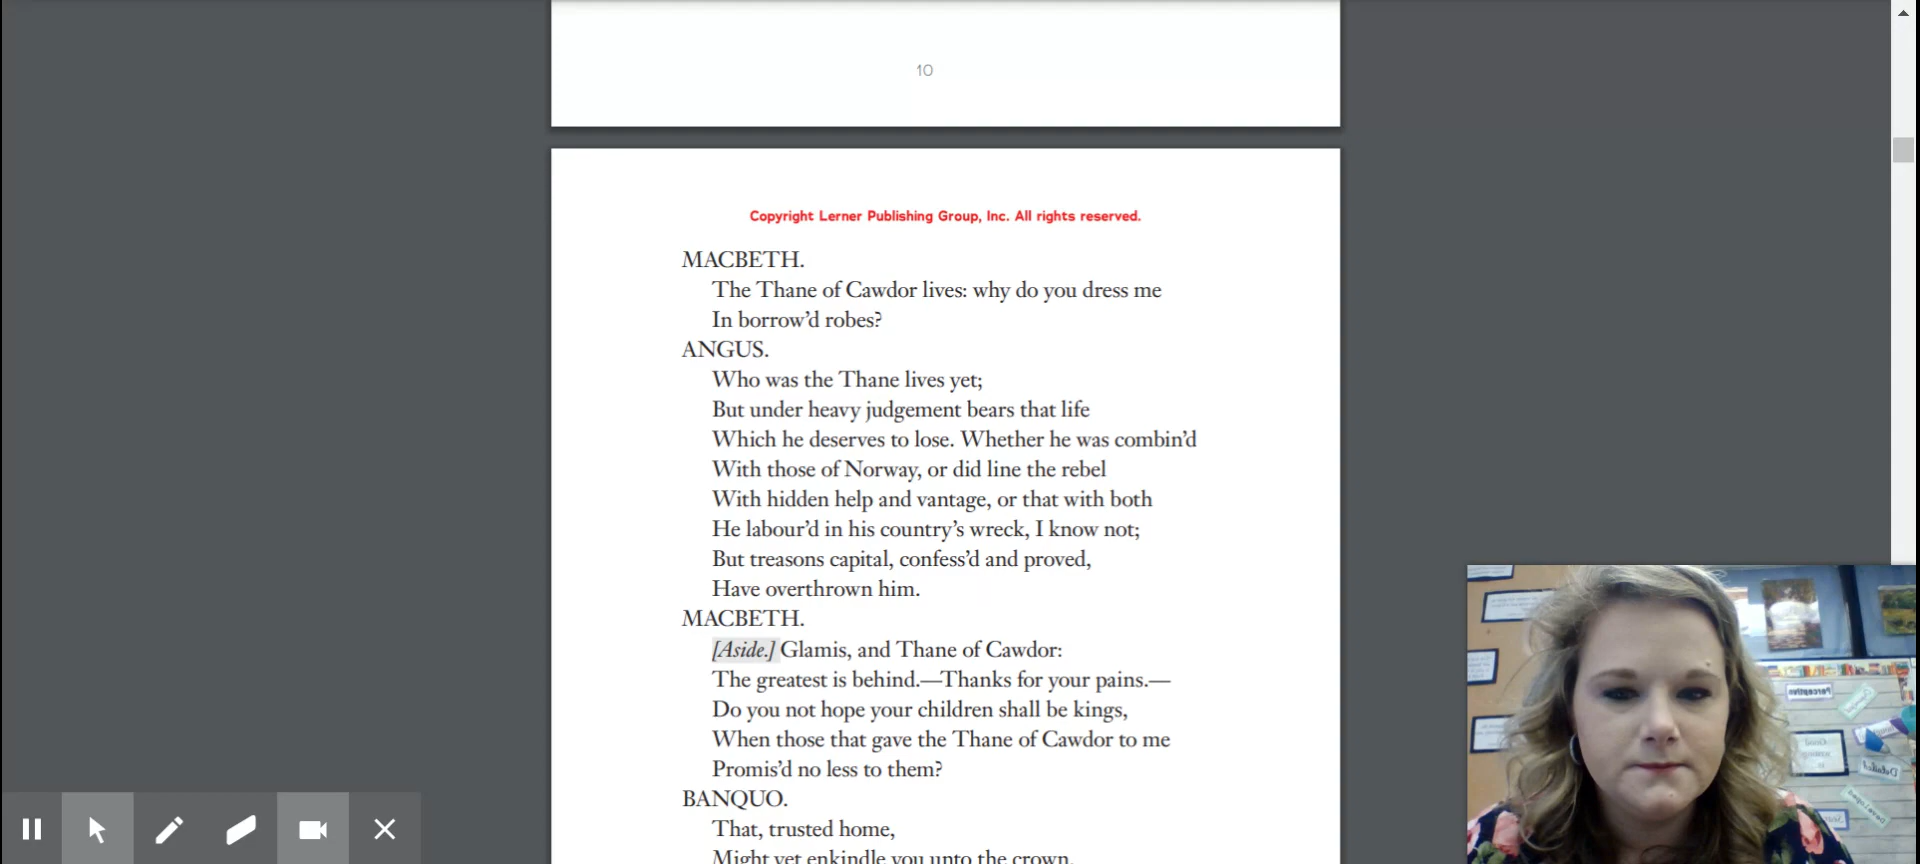 10
Copyright Lerner Publishing Group, Inc. All rights reserved.
MACBETH.
The Thane of Cawdor lives: why do you dress me
In borrow’d robes?
ANGUS.
Who was the Thane lives yet;
But under heavy judgement bears that life
Which he deserves to lose. Whether he was combin’d
With those of Norway, or did line the rebel
With hidden help and vantage, or that with both
He labour’d in his country’s wreck, I know not;
But treasons capital, confess’d and proved,
Have overthrown him.
MACBETH.
[Aside.] Glamis, and Thane of Cawdor:
The greatest is behind.—Thanks for your pains.—
Do you not hope your children shall be kings,
When those that gave the Thane of Cawdor to me
Promis’d no less to them?
BANQUO.
That, trusted home,
Might yet enkindle you unto the crown,
Perceptive
Detailed
Developed